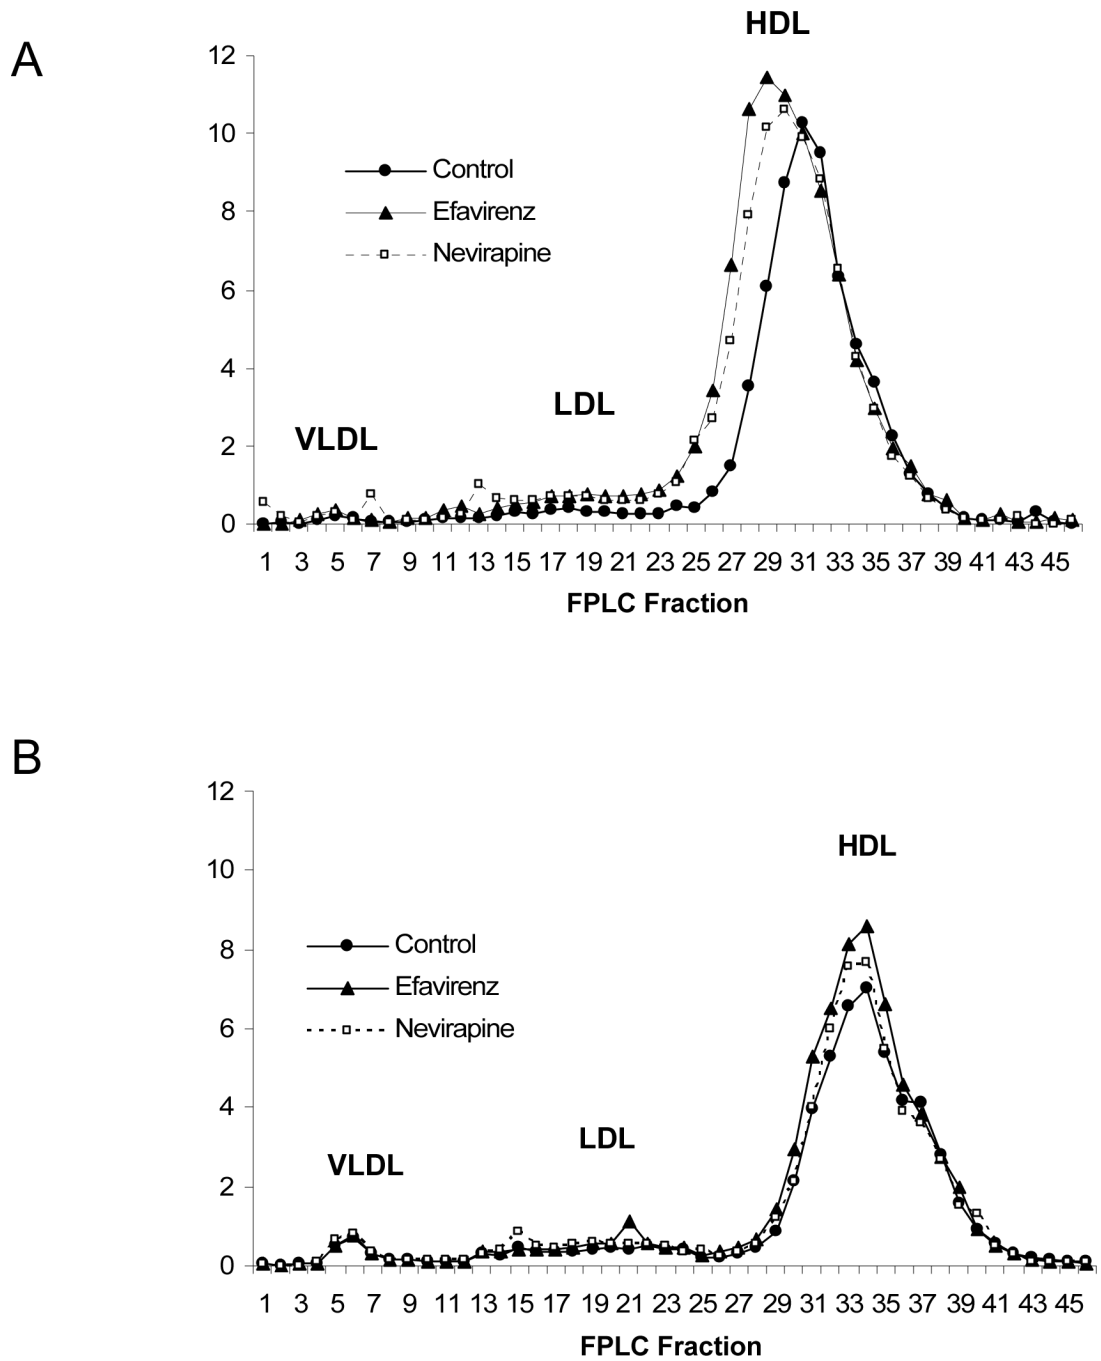 A
HDL
12
10
8
6
4
2
0
Control
Efavirenz
Nevirapine
LDL
VLDL
1 3 5 7 9 11 13 15 17 19 21 23 25 27 29 31 33 35 37 39 41 43 45
FPLC Fraction
B
12
10
8
6
4
2
0
HDL
Control
Efavirenz
Nevirapine
LDL
VLDL
1 3 5 7 9 11 13 15 17 19 21 23 25 27 29 31 33 35 37 39 41 43 45
FPLC Fraction